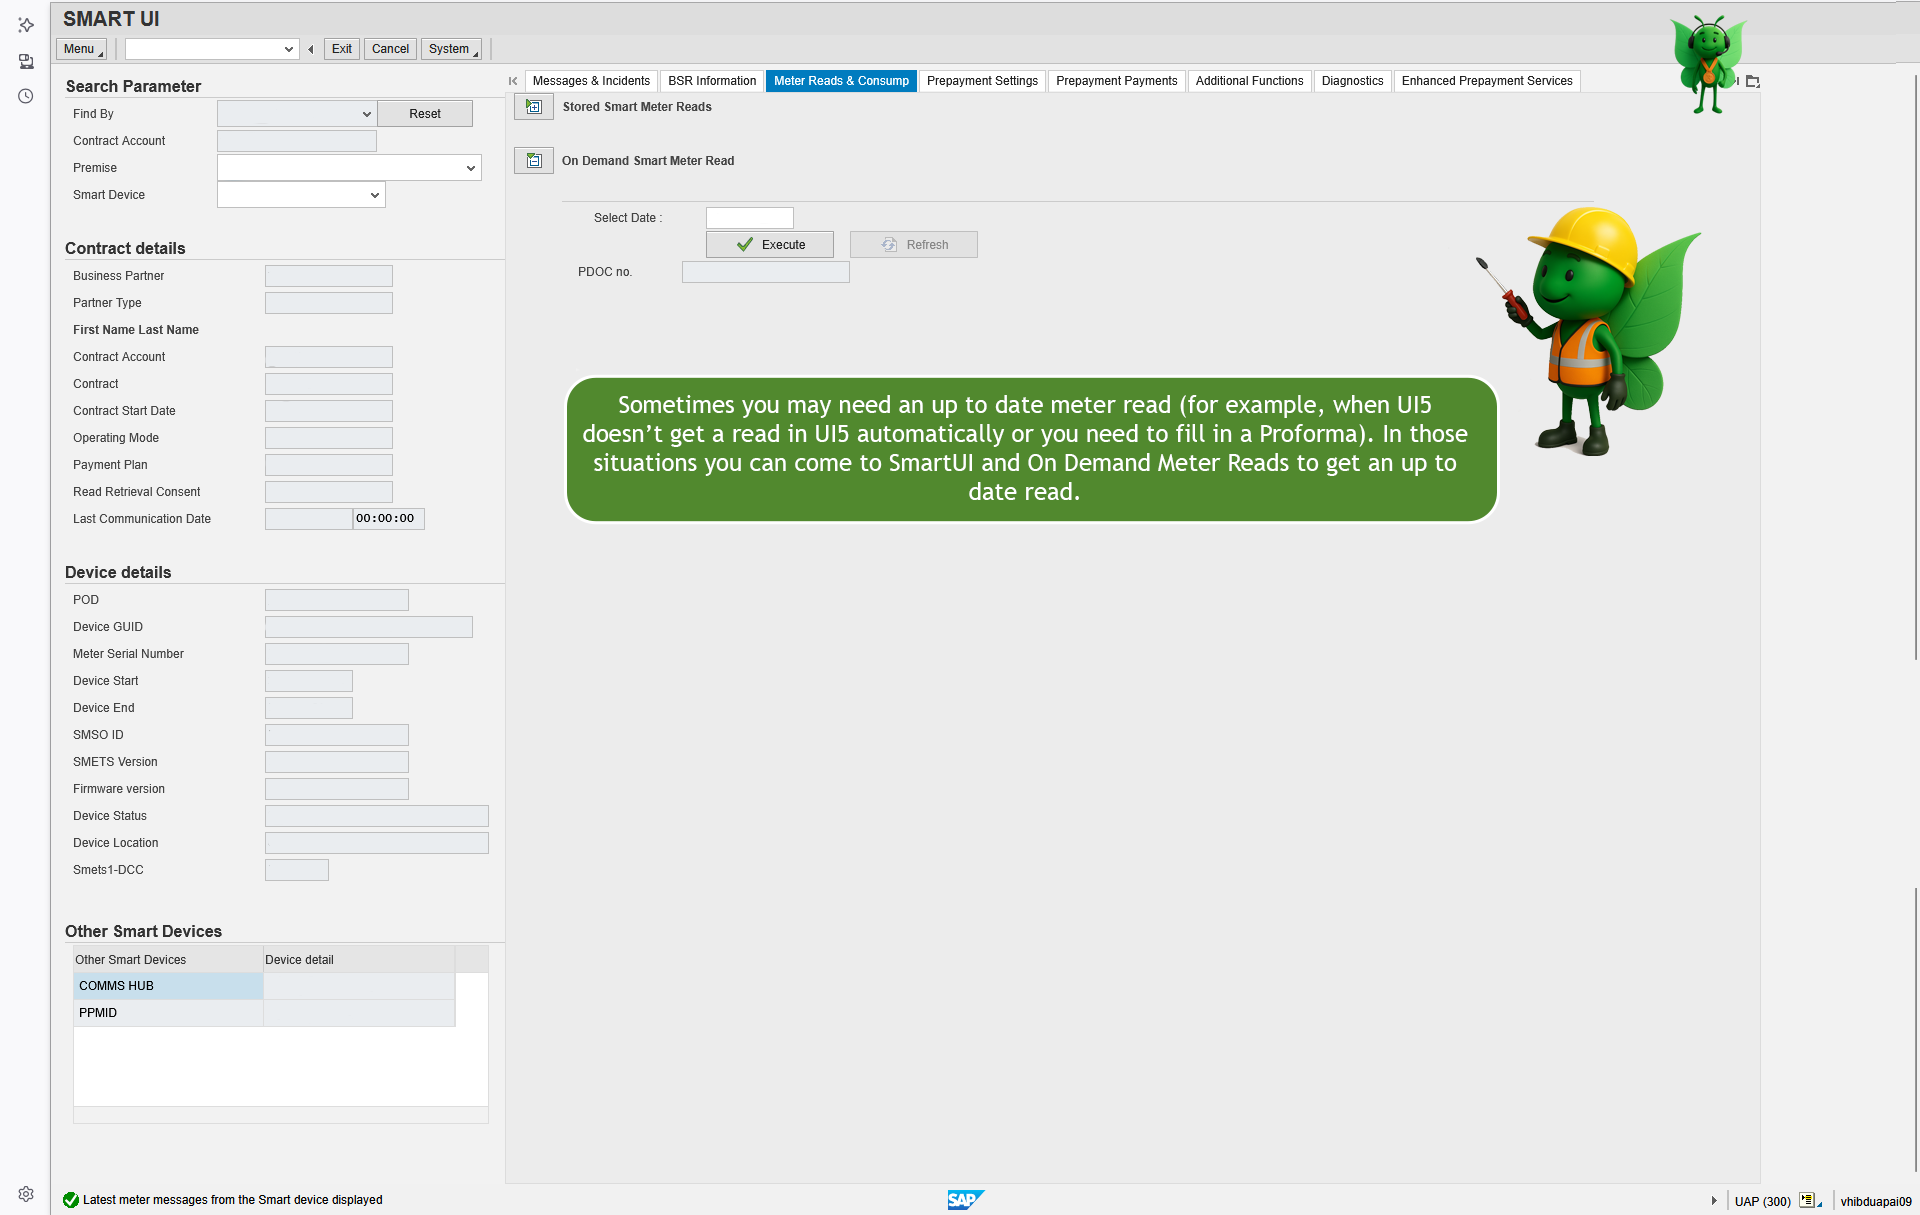 SMART UI
Menu
Exit
Cancel
System
Search Parameter
Find By
Reset
Contract Account
Premise
Smart Device
Contract details
Business Partner
Partner Type
First Name Last Name
Contract Account
Contract
Contract Start Date
Operating Mode
Payment Plan
Read Retrieval Consent
Last Communication Date
00:00:00
Device details
POD
Device GUID
Meter Serial Number
Device Start
Device End
SMSO ID
SMETS Version
Firmware version
Device Status
Device Location
Smets1-DCC
Other Smart Devices
Other Smart Devices
Device detail
COMMS HUB
PPMID
Messages & Incidents
BSR Information
Meter Reads & Consump
Prepayment Settings
Prepayment Payments
Additional Functions
Diagnostics
Enhanced Prepayment Services
Stored Smart Meter Reads
On Demand Smart Meter Read
Select Date :
Execute
Refresh
PDOC no.
Sometimes you may need an up to date meter read (for example, when UI5
doesn’t get a read in UI5 automatically or you need to fill in a Proforma). In those
situations you can come to SmartUI and On Demand Meter Reads to get an up to
date read.
Latest meter messages from the Smart device displayed
SAP
UAP (300)
vhibduapai09